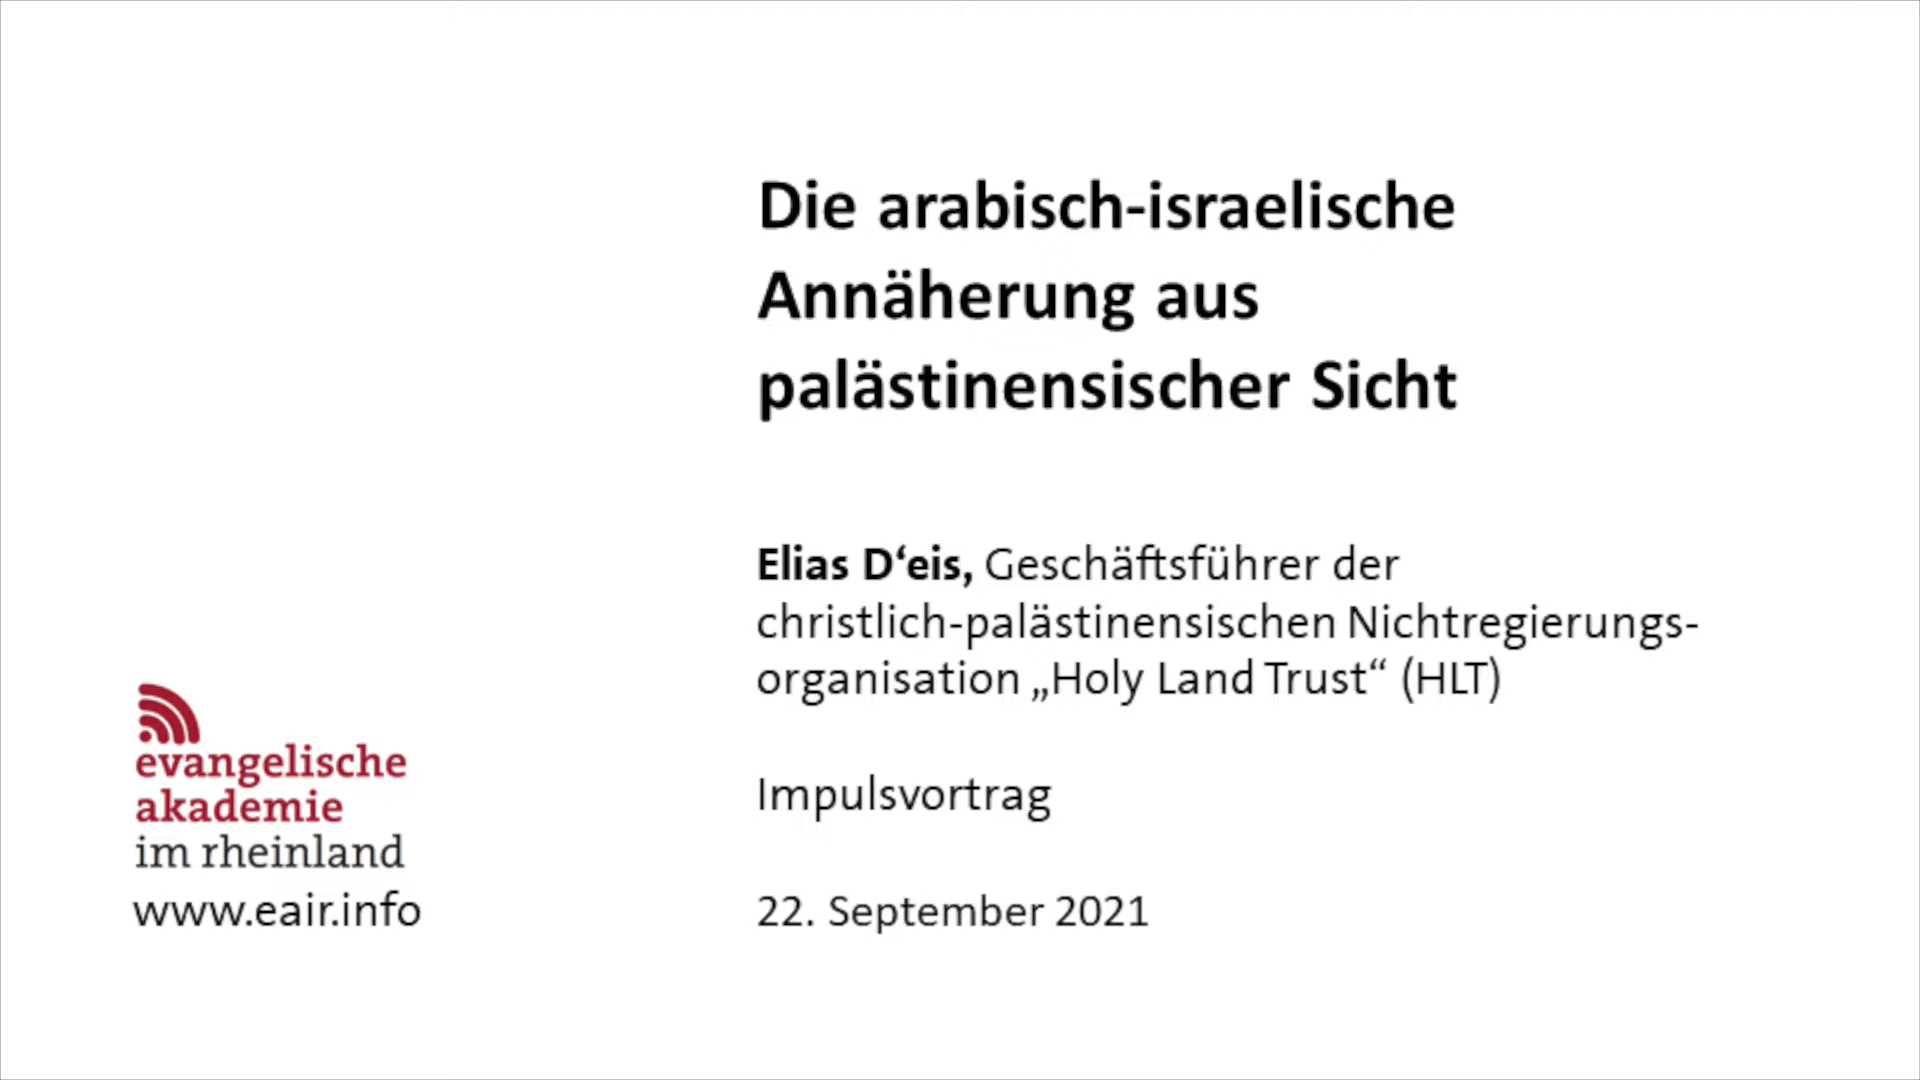 Die arabisch-israelische
Annäherung aus
palästinensischer Sicht
Elias D‘eis, Geschäftsführer der
christlich-palästinensischen Nichtregierungs-
organisation „Holy Land Trust“ (HLT)
Impulsvortrag
22. September 2021
evangelische
akademie
im rheinland
www.eair.info